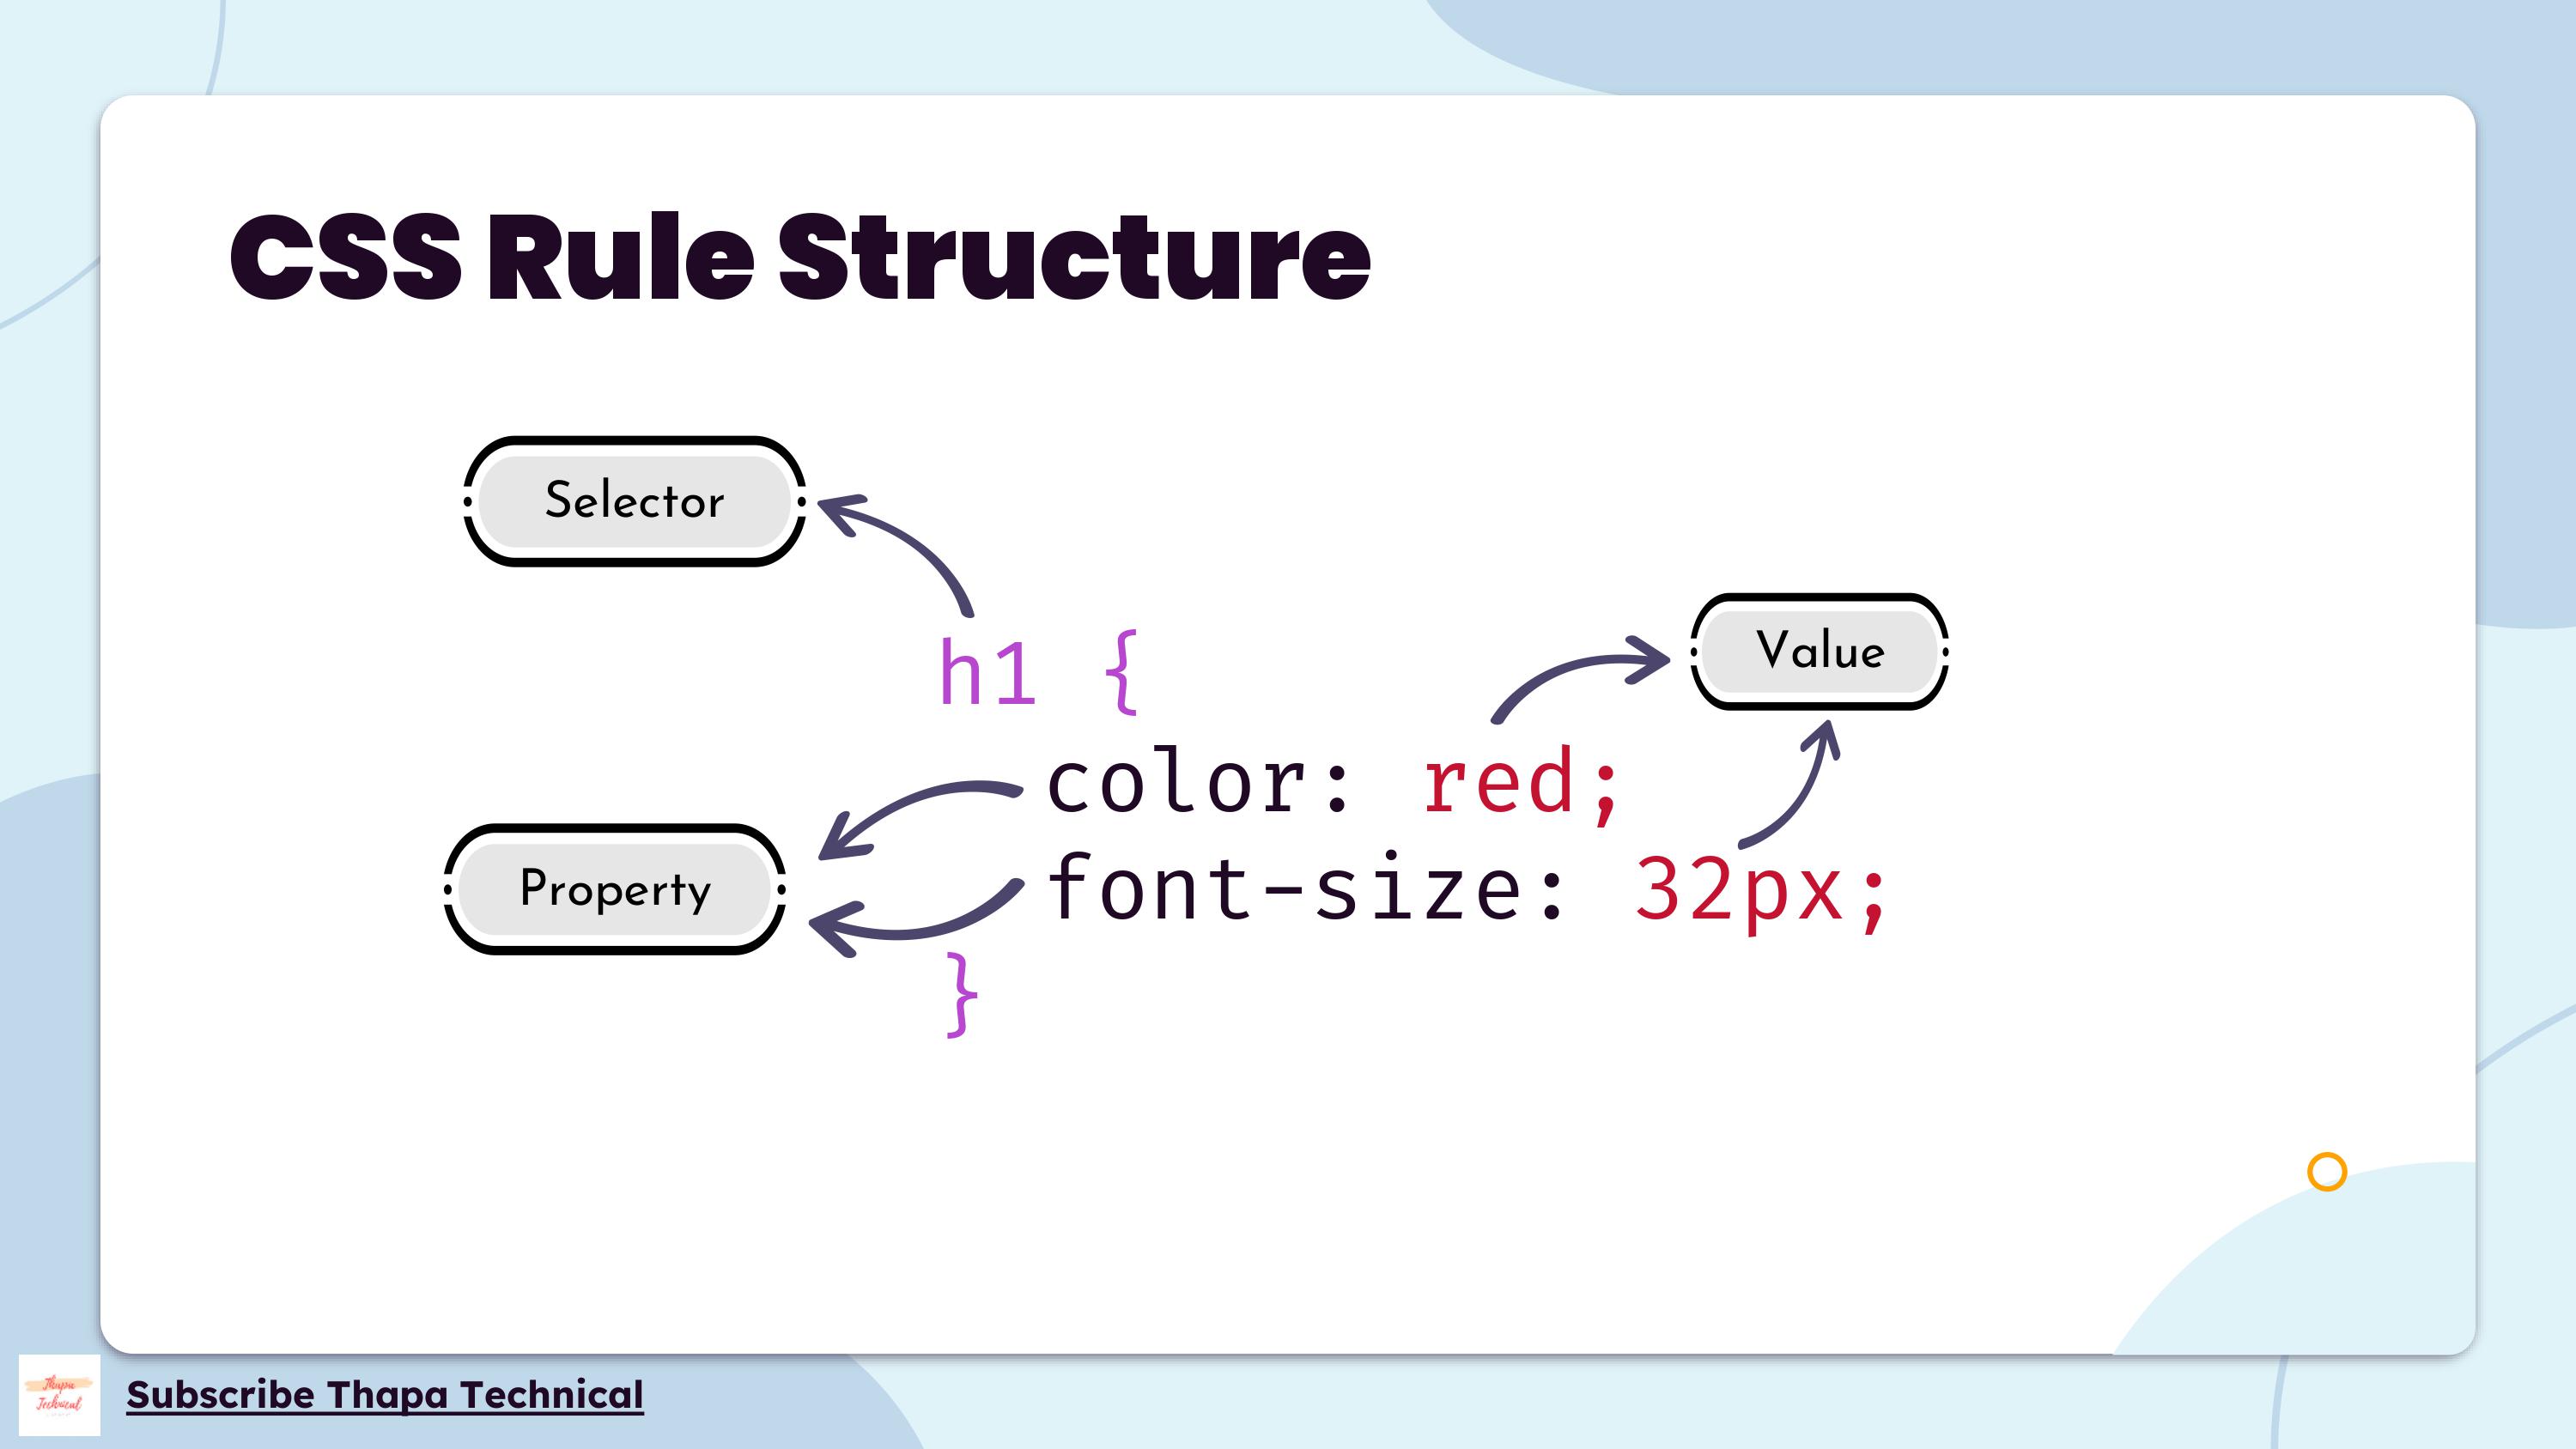 CSS Rule Structure
Selector
Value
h1 {
color: red;
Property
font-size: 32px;
}
Thapa
Technical
Subscribe Thapa Technical